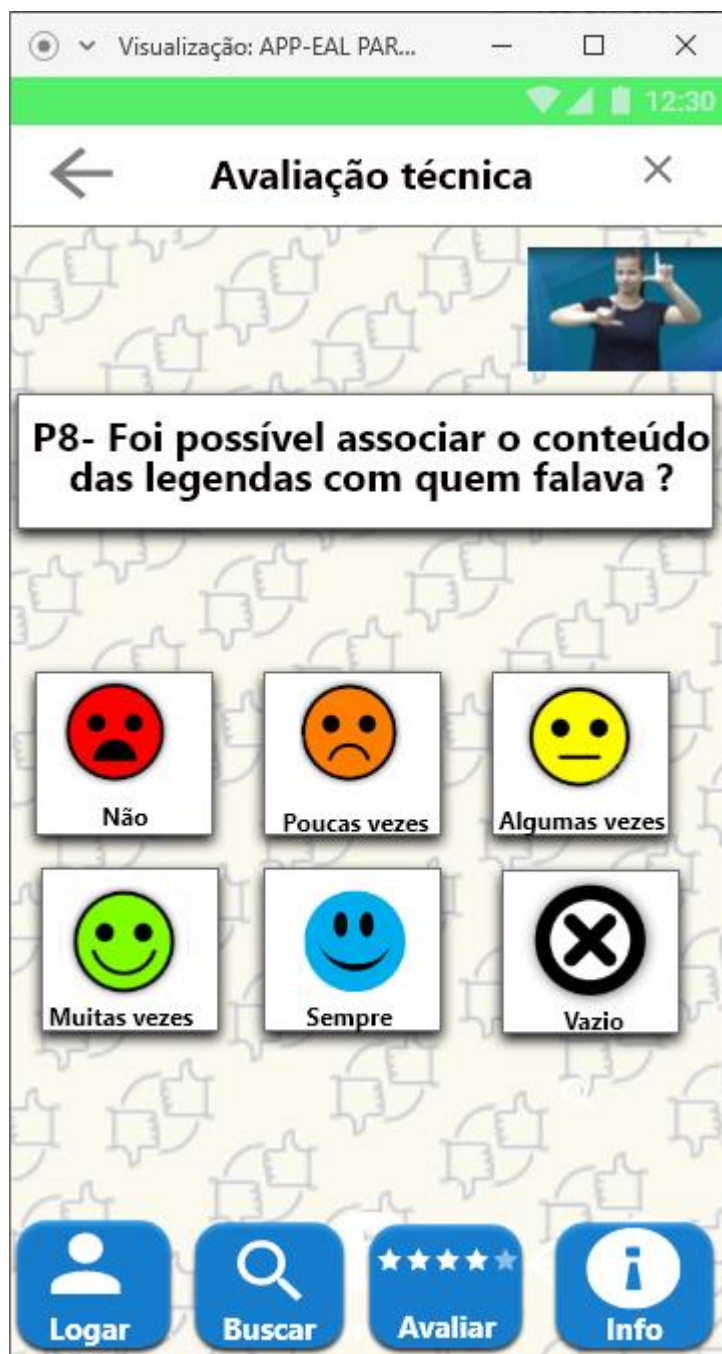 Visualização: APP-EAL PAR...
12:30
Avaliação técnica
P8- Foi possível associar o conteúdo
das legendas com quem falava ?
Não
Poucas vezes
Algumas vezes
Muitas vezes
Sempre
Vazio
Logar
Buscar
Avaliar
Info